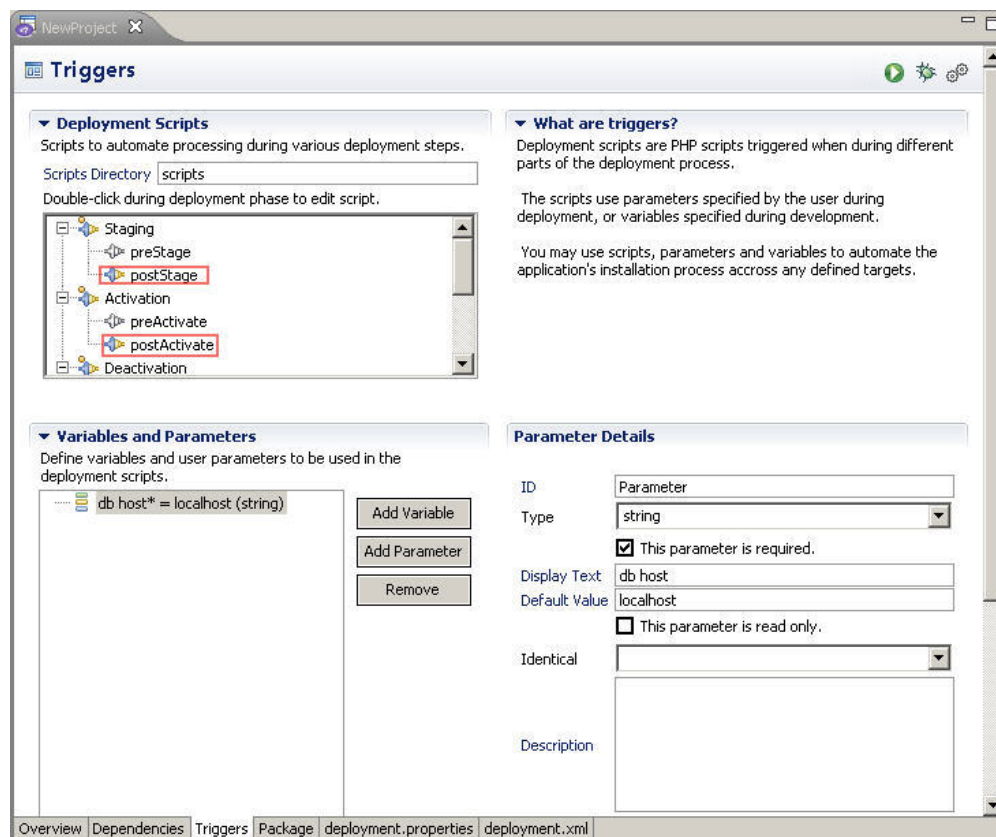 NewProject
Triggers
Deployment Scripts
Scripts to automate processing during various deployment steps.
Scripts Directory scripts
Double-click during deployment phase to edit script.
Staging
preStage
postStage
Activation
preActivate
postActivate
Deactivation
What are triggers?
Deployment scripts are PHP scripts triggered when during different
parts of the deployment process.
The scripts use parameters specified by the user during
deployment, or variables specified during development.
You may use scripts, parameters and variables to automate the
application's installation process accross any defined targets.
Variables and Parameters
Define variables and user parameters to be used in the
deployment scripts.
db host* = localhost (string)
Add Variable
Add Parameter
Remove
Parameter Details
ID Parameter
Type string
This parameter is required.
Display Text db host
Default Value localhost
This parameter is read only.
Identical
Description
Overview Dependencies Triggers Package deployment.properties deployment.xml